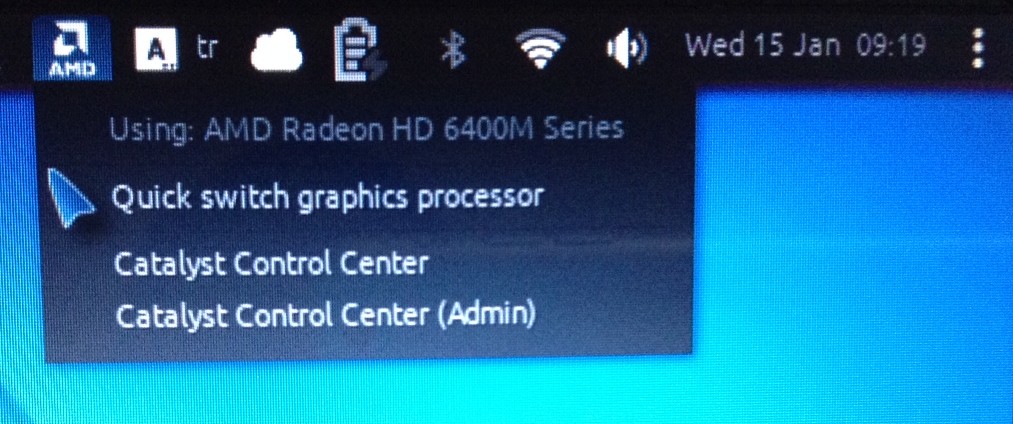 AMD A tr Wed 15 Jan 09:19
Using: AMD Radeon HD 6400M Series
Quick switch graphics processor
Catalyst Control Center
Catalyst Control Center (Admin)